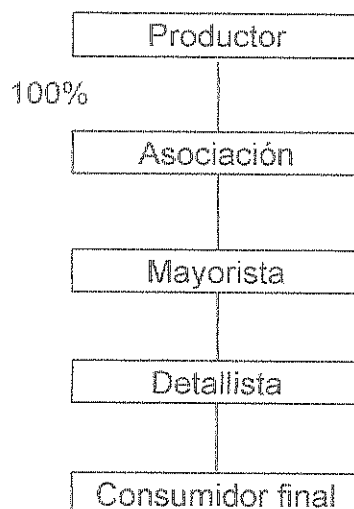 Productor
100%
Asociación
Mayorista
Detallista
Consumidor final